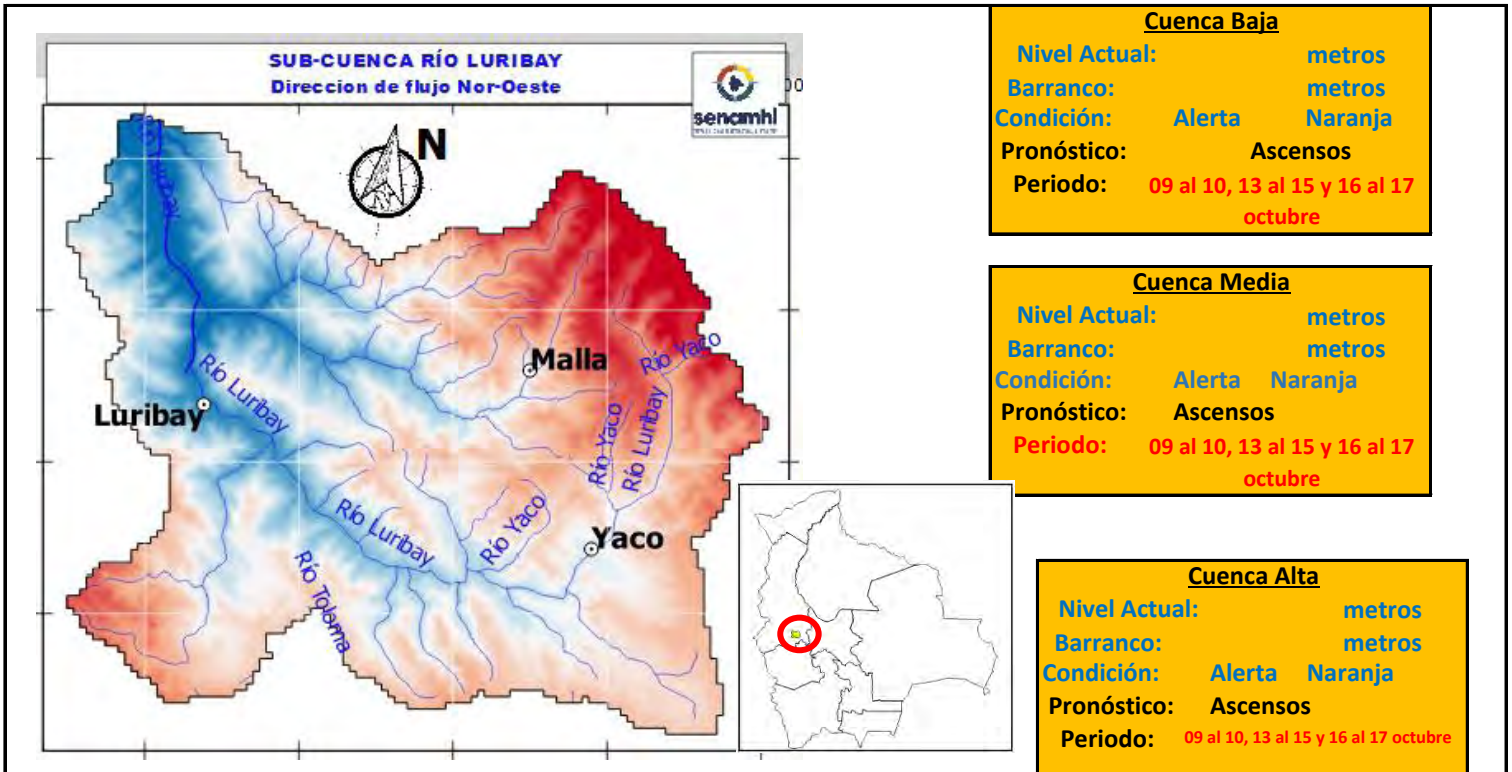 SUB-CUENCA RÍO LURIBAY
Direccion de flujo Nor-Oeste
senamhi
00
N
Río Luribay
Malla
Río Yaco
Luribay
Río Luribay
Río Yaco
Río Luribay
Río Luribay
Río Yaco
Yaco
Río Toloma
Cuenca Baja
Nivel Actual: metros
Barranco: metros
Condición: Alerta Naranja
Pronóstico: Ascensos
Periodo: 09 al 10, 13 al 15 y 16 al 17
octubre
Cuenca Media
Nivel Actual: metros
Barranco: metros
Condición: Alerta Naranja
Pronóstico: Ascensos
Periodo: 09 al 10, 13 al 15 y 16 al 17
octubre
Cuenca Alta
Nivel Actual: metros
Barranco: metros
Condición: Alerta Naranja
Pronóstico: Ascensos
Periodo: 09 al 10, 13 al 15 y 16 al 17 octubre